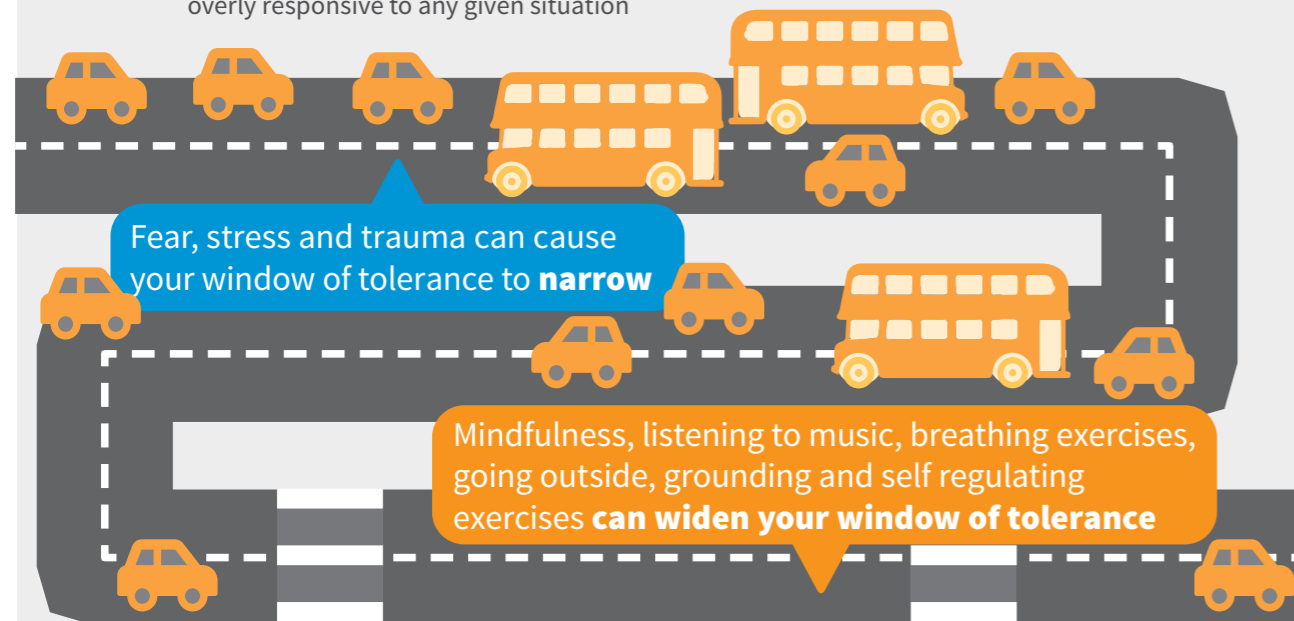 overly responsive to any given situation
Fear, stress and trauma can cause
your window of tolerance to narrow
Mindfulness, listening to music, breathing exercises,
going outside, grounding and self regulating
exercises can widen your window of tolerance